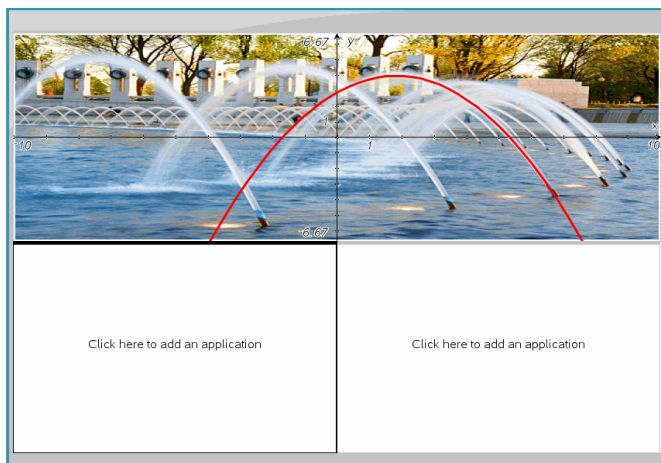 6.67 y
1
-10 1 x 10
-6.67
Click here to add an application
Click here to add an application